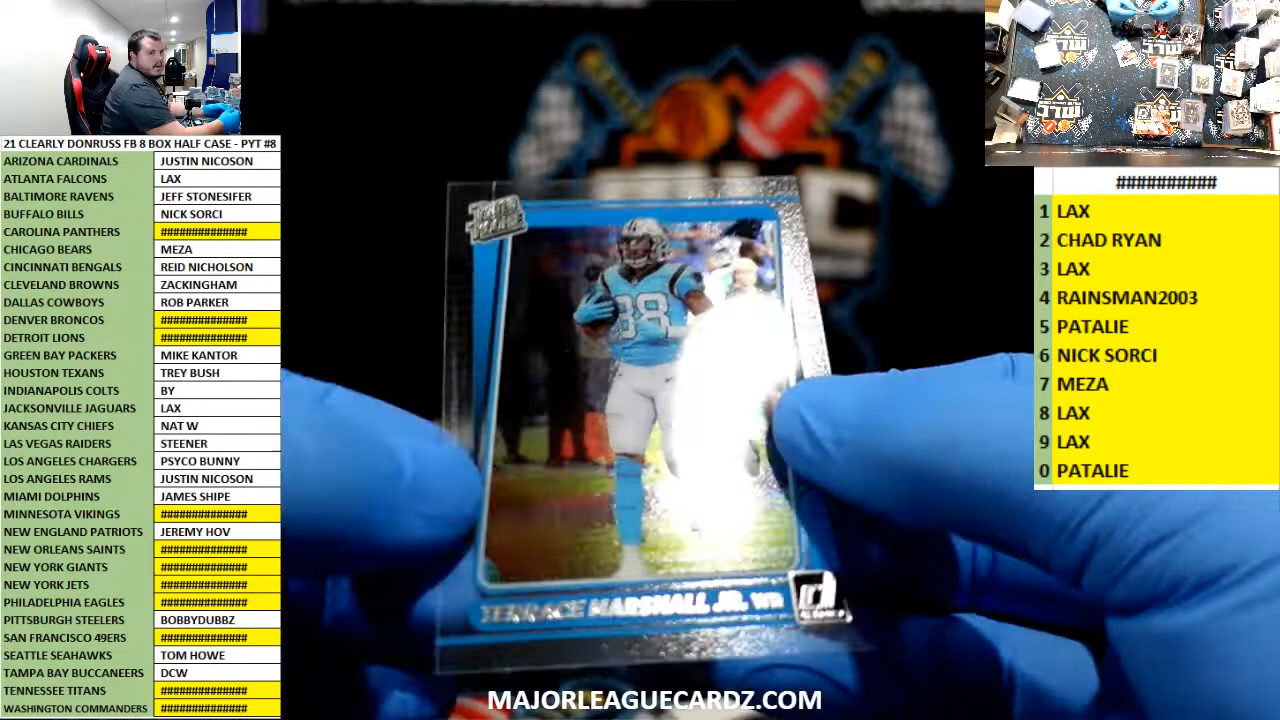 21 CLEARLY DONRUSS FB 8 BOX HALF CASE - PYT #8
ARIZONA CARDINALS JUSTIN NICOSON
ATLANTA FALCONS LAX
BALTIMORE RAVENS JEFF STONESIFER
BUFFALO BILLS NICK SORCI
CAROLINA PANTHERS ##############
CHICAGO BEARS MEZA
CINCINNATI BENGALS REID NICHOLSON
CLEVELAND BROWNS ZACKINGHAM
DALLAS COWBOYS ROB PARKER
DENVER BRONCOS ##############
DETROIT LIONS ##############
GREEN BAY PACKERS MIKE KANTOR
HOUSTON TEXANS TREY BUSH
INDIANAPOLIS COLTS BY
JACKSONVILLE JAGUARS LAX
KANSAS CITY CHIEFS NAT W
LAS VEGAS RAIDERS STEENER
LOS ANGELES CHARGERS PSYCO BUNNY
LOS ANGELES RAMS JUSTIN NICOSON
MIAMI DOLPHINS JAMES SHIPE
MINNESOTA VIKINGS ##############
NEW ENGLAND PATRIOTS JEREMY HOV
NEW ORLEANS SAINTS ##############
NEW YORK GIANTS ##############
NEW YORK JETS ##############
PHILADELPHIA EAGLES ##############
PITTSBURGH STEELERS BOBBYDUBBZ
SAN FRANCISCO 49ERS ##############
SEATTLE SEAHAWKS TOM HOWE
TAMPA BAY BUCCANEERS DCW
TENNESSEE TITANS ##############
WASHINGTON COMMANDERS ##############
RATED
ROOKIE
88
TERRACE MARSHALL JR. WR
MAJORLEAGUECARDZ.COM
##########
1 LAX
2 CHAD RYAN
3 LAX
4 RAINSMAN2003
5 PATALIE
6 NICK SORCI
7 MEZA
8 LAX
9 LAX
0 PATALIE